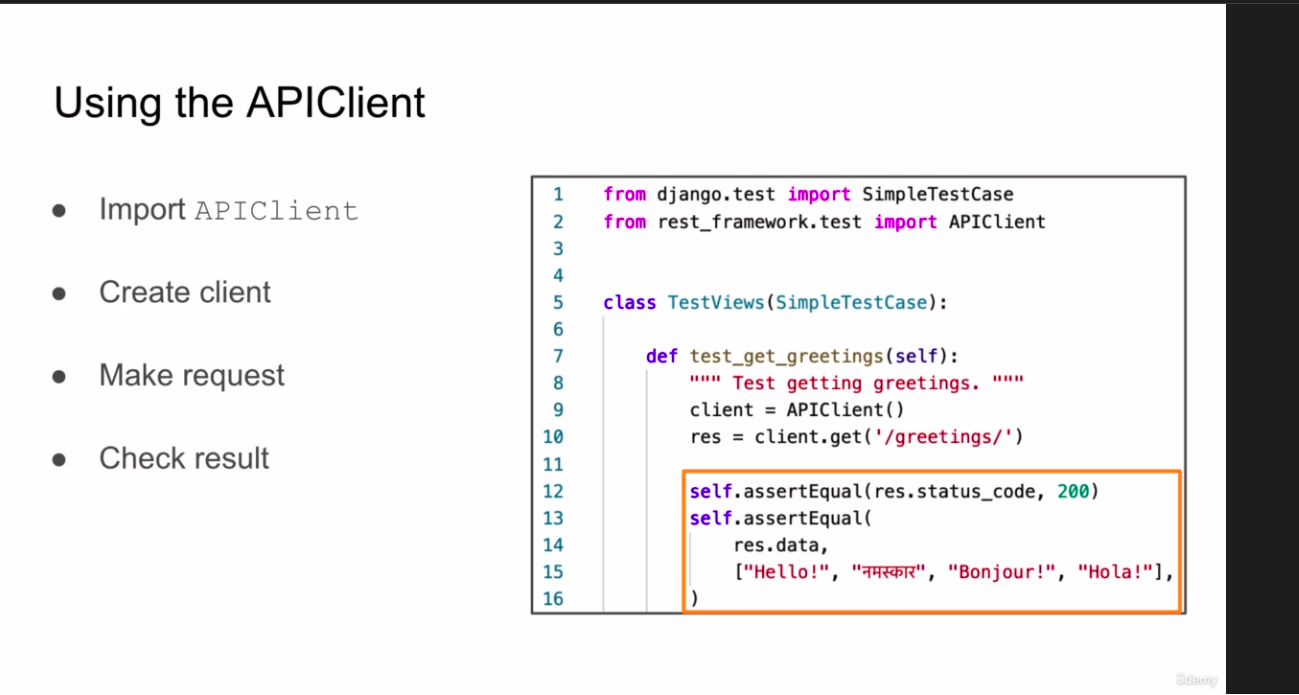 Using the APIClient
● Import APIClient
● Create client
● Make request
● Check result
1 from django.test import SimpleTestCase
2 from rest_framework.test import APIClient
3
4
5 class TestViews(SimpleTestCase):
6
7     def test_get_greetings(self):
8         """ Test getting greetings. """
9         client = APIClient()
10         res = client.get('/greetings/')
11
12         self.assertEqual(res.status_code, 200)
13         self.assertEqual(
14             res.data,
15             ["Hello!", "नमस्कार", "Bonjour!", "Hola!"],
16         )
Udemy